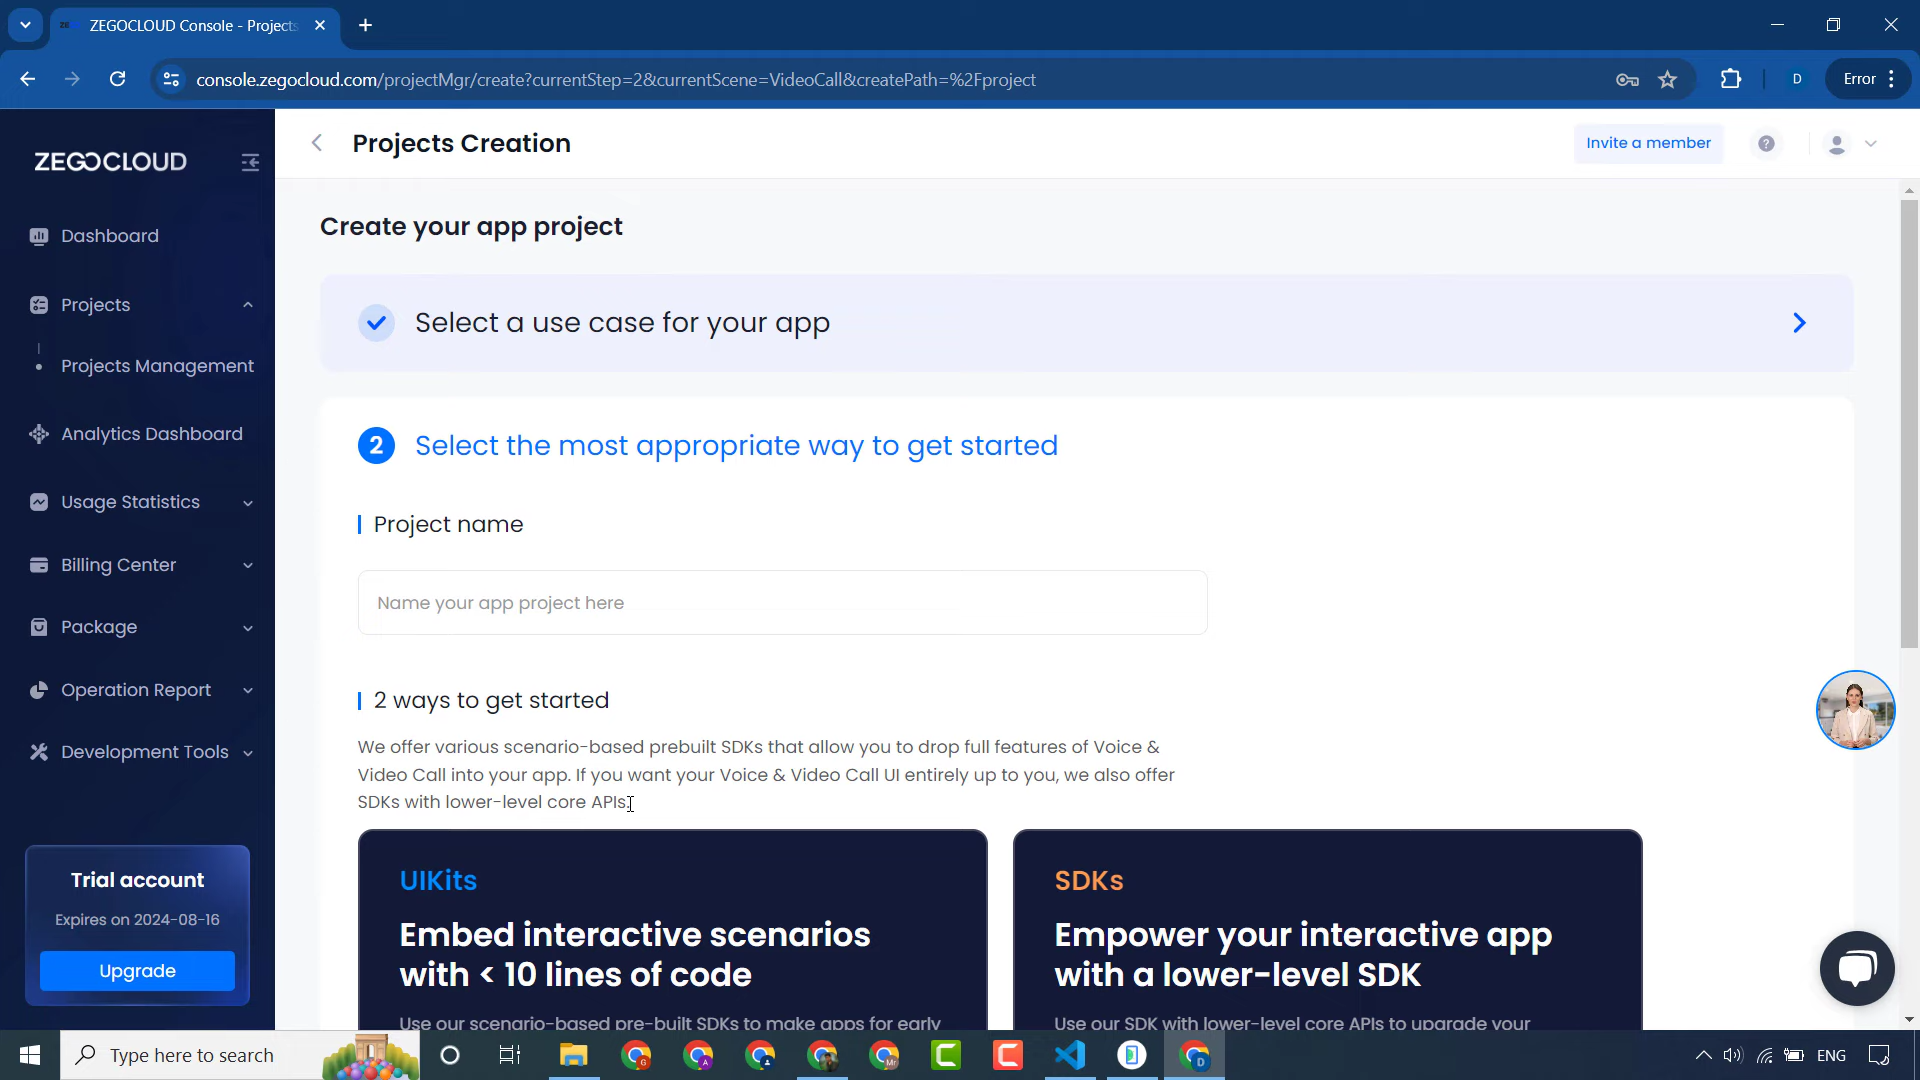 ZEGOCLOUD Console - Projects
console.zegocloud.com/projectMgr/create?currentStep=2&currentScene=VideoCall&createPath=%2Fproject
D
Error
ZEGOCLOUD
Projects Creation
Invite a member
?
Dashboard
Projects
Projects Management
Analytics Dashboard
Usage Statistics
Billing Center
Package
Operation Report
Development Tools
Trial account
Expires on 2024-08-16
Upgrade
Create your app project
Select a use case for your app
2 Select the most appropriate way to get started
Project name
Name your app project here
2 ways to get started
We offer various scenario-based prebuilt SDKs that allow you to drop full features of Voice &
Video Call into your app. If you want your Voice & Video Call UI entirely up to you, we also offer
SDKs with lower-level core APIs.
UIKits
Embed interactive scenarios
with < 10 lines of code
Use our scenario-based pre-built SDKs to make apps for early
SDKs
Empower your interactive app
with a lower-level SDK
Use our SDK with lower-level core APIs to upgrade your
Type here to search
ENG